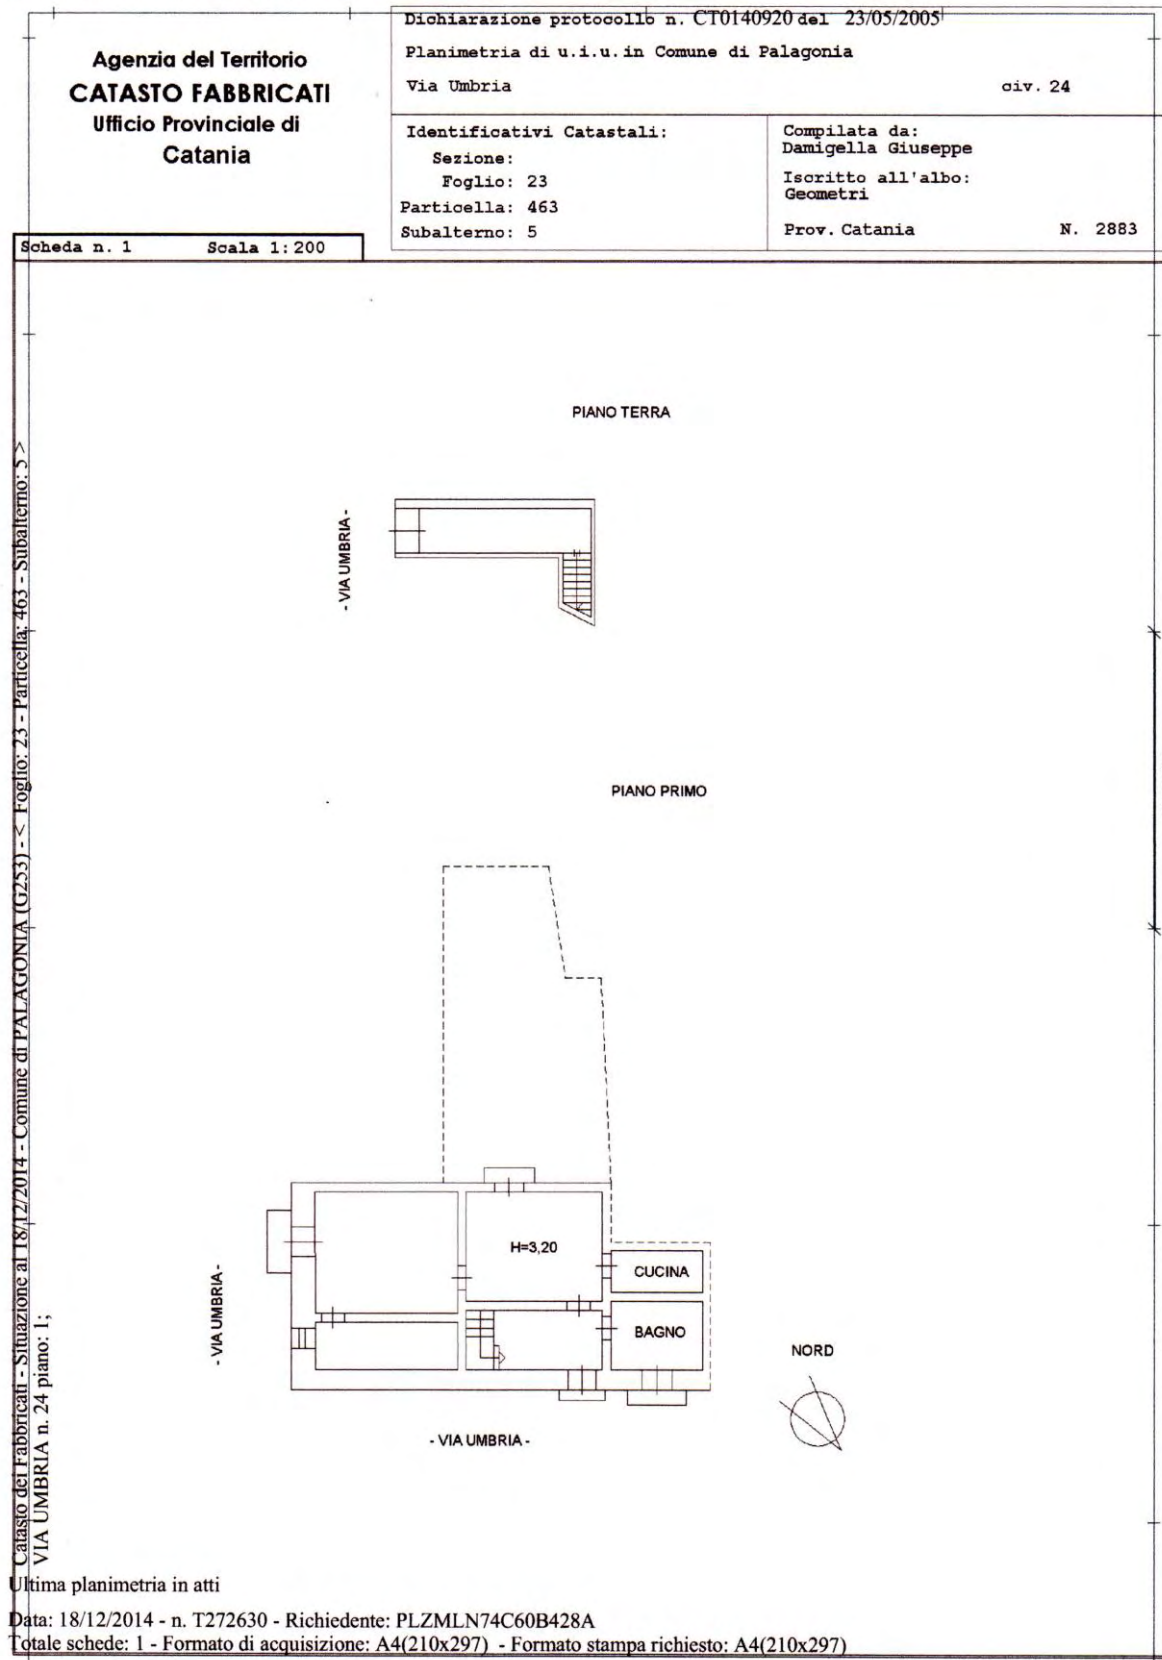 Agenzia del Territorio
CATASTO FABBRICATI
Ufficio Provinciale di
Catania
Dichiarazione protocollo n. CT0140920 del 23/05/2005
Planimetria di u.i.u. in Comune di Palagonia
Via Umbria civ. 24
Identificativi Catastali:
Sezione:
Foglio: 23
Particella: 463
Subalterno: 5
Compilata da:
Damigella Giuseppe
Iscritto all'albo:
Geometri
Prov. Catania N. 2883
Scheda n. 1 Scala 1:200
PIANO TERRA
- VIA UMBRIA -
PIANO PRIMO
H=3,20
CUCINA
BAGNO
- VIA UMBRIA -
NORD
- VIA UMBRIA -
Catasto dei Fabbricati - Situazione al 18/12/2014 - Comune di PALAGONIA (G253) - < Foglio: 23 - Particella: 463 - Subalterno: 5 >
VIA UMBRIA n. 24 piano: 1;
Ultima planimetria in atti
Data: 18/12/2014 - n. T272630 - Richiedente: PLZMLN74C60B428A
Totale schede: 1 - Formato di acquisizione: A4(210x297) - Formato stampa richiesto: A4(210x297)